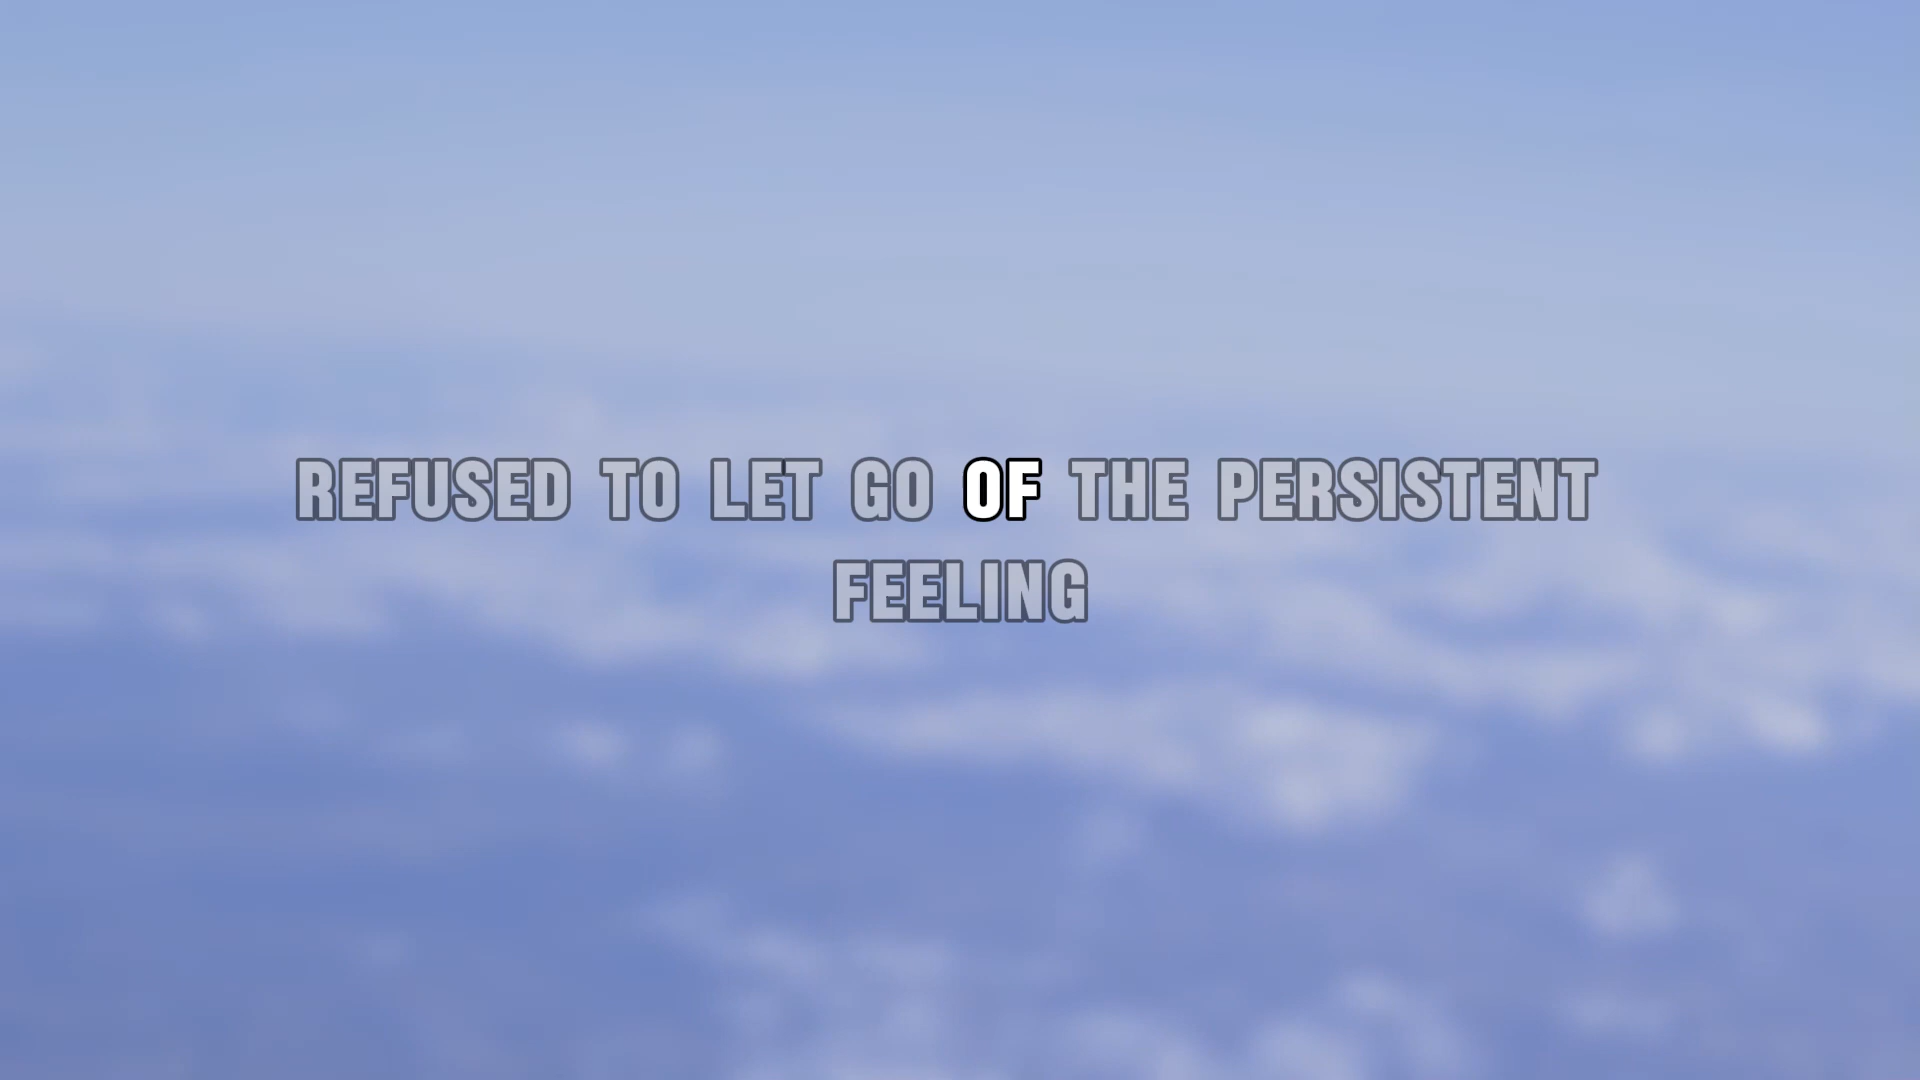 REFUSED TO LET GO OF THE PERSISTENT
FEELING